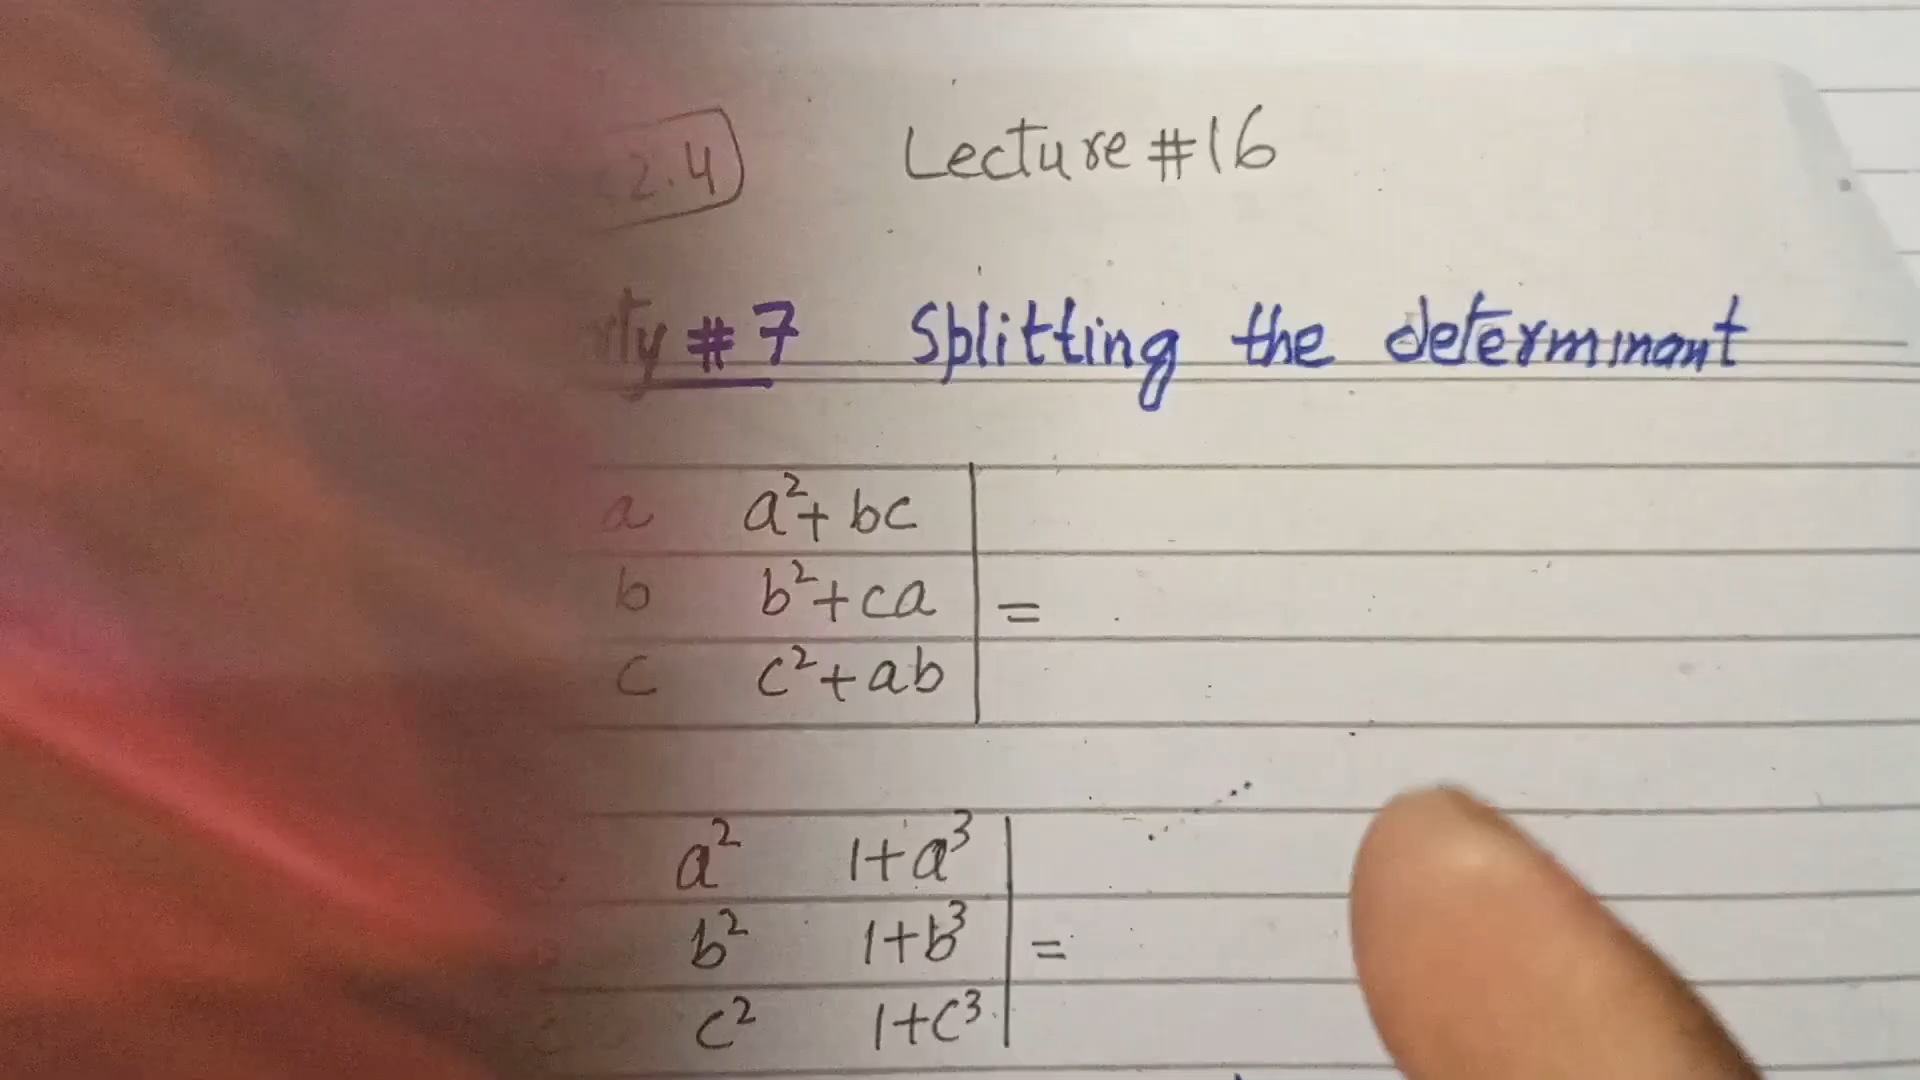 2.4 Lecture #16
#7 Splitting the determinant
a a²+bc
b b²+ca =
c c²+ab
a² 1+a³
b² 1+b³ =
c² 1+c³